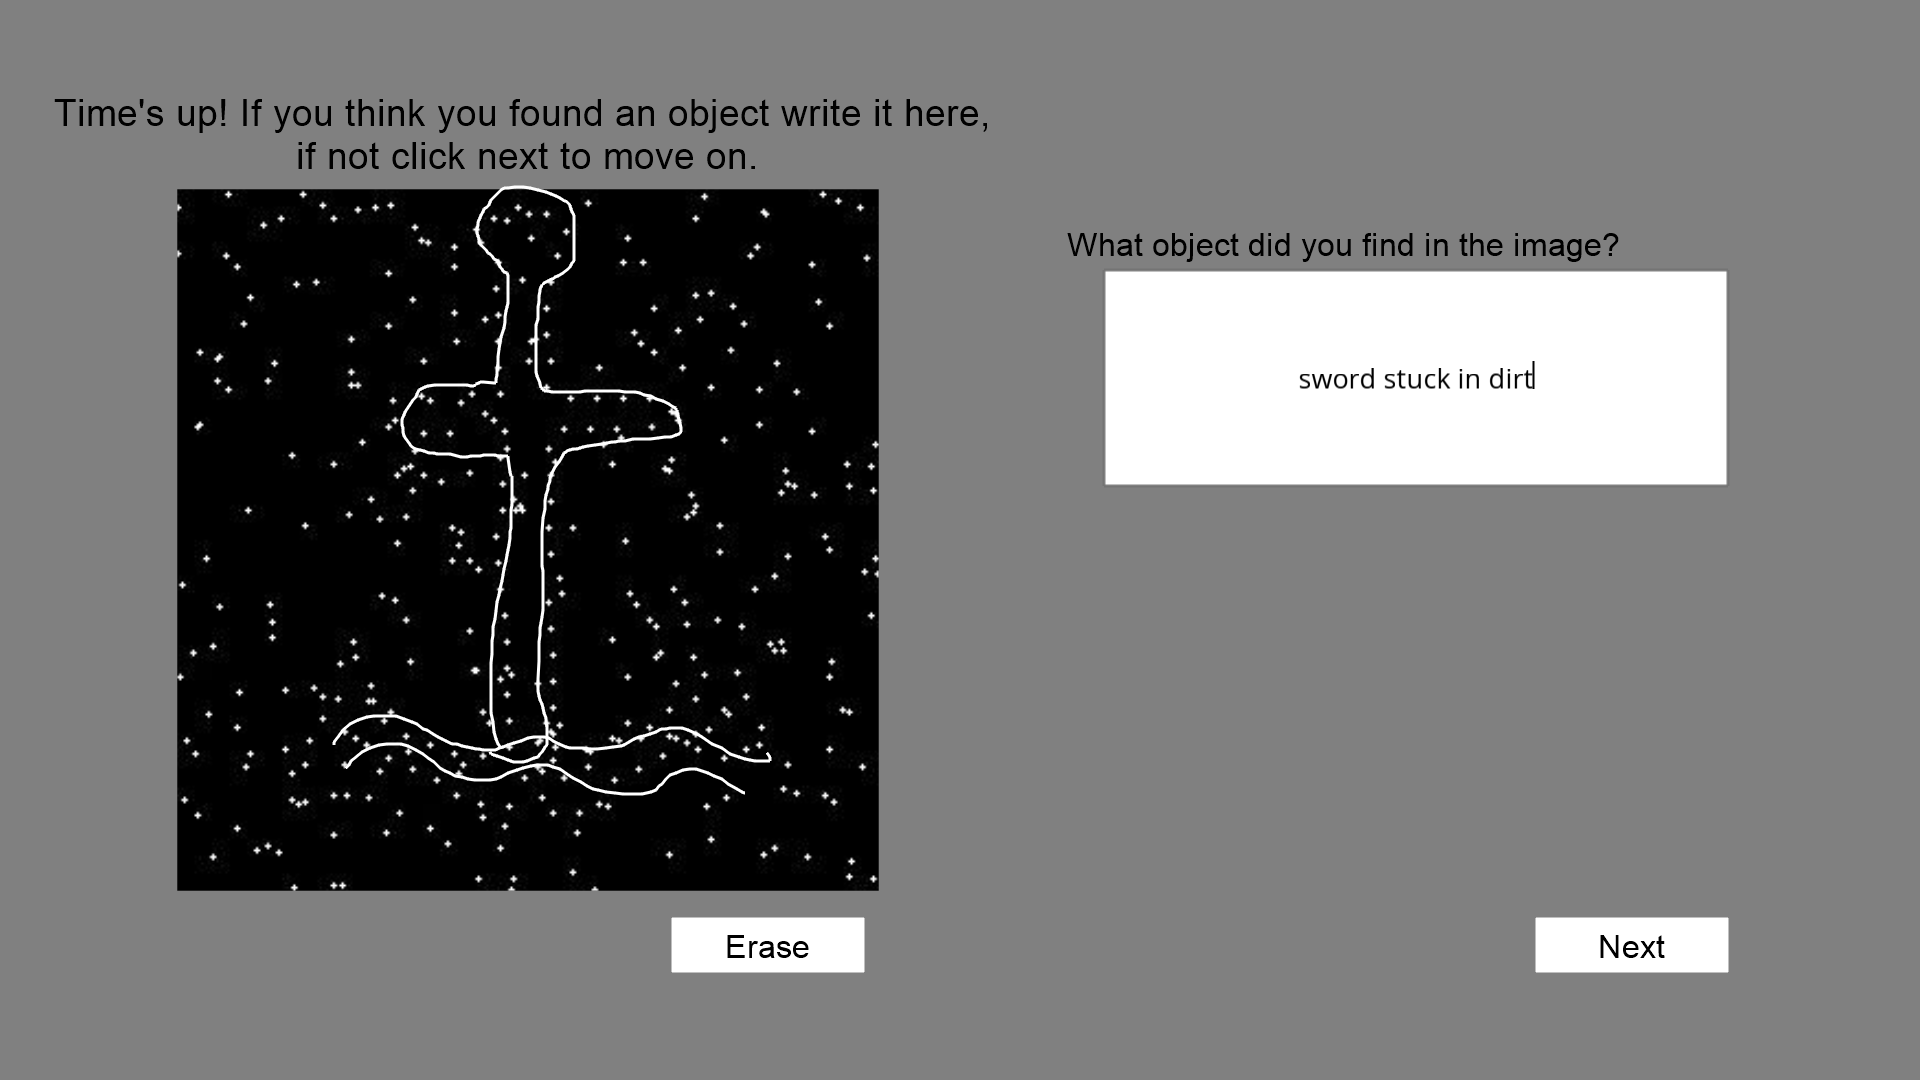 Time's up! If you think you found an object write it here,
if not click next to move on.
What object did you find in the image?
sword stuck in dirt
Erase
Next